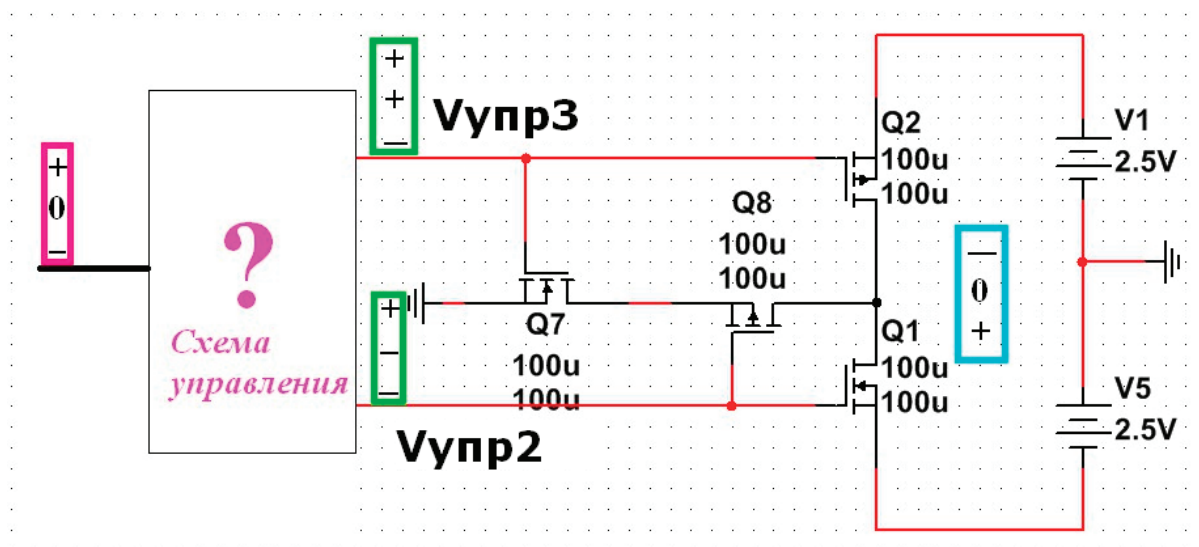 +
+
—
Vупр3
Q2
100u
100u
V1
2.5V
+
0
—
?
Схема
управления
Q8
100u
100u
—
0
+
+
—
—
Q7
100u
100u
Q1
100u
100u
V5
2.5V
Vупр2